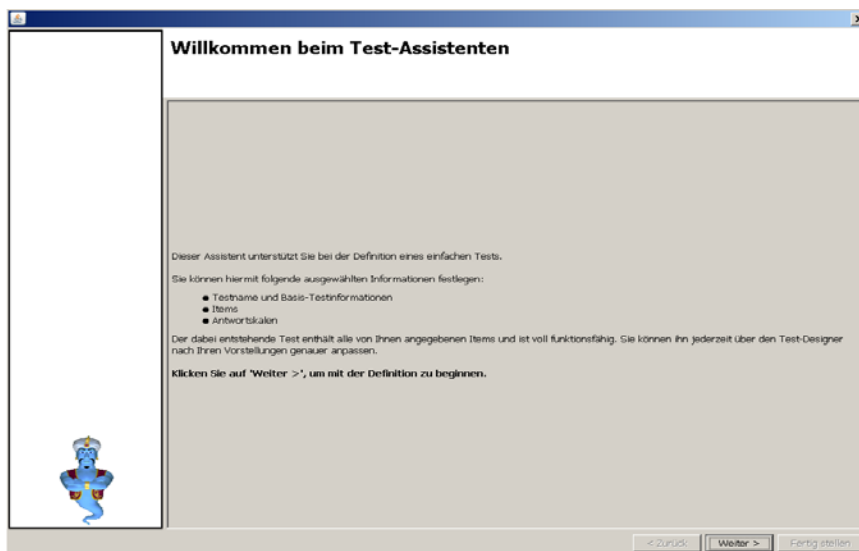 Willkommen beim Test-Assistenten
Dieser Assistent unterstützt Sie bei der Definition eines einfachen Tests.
Sie können hiermit folgende ausgewählten Informationen festlegen:
Testname und Basis-Testinformationen
Items
Antwortskalen
Der dabei entstehende Test enthält alle von Ihnen angegebenen Items und ist voll funktionsfähig. Sie können ihn jederzeit über den Test-Designer
nach Ihren Vorstellungen genauer anpassen.
Klicken Sie auf 'Weiter >', um mit der Definition zu beginnen.
< Zurück Weiter > Fertig stellen